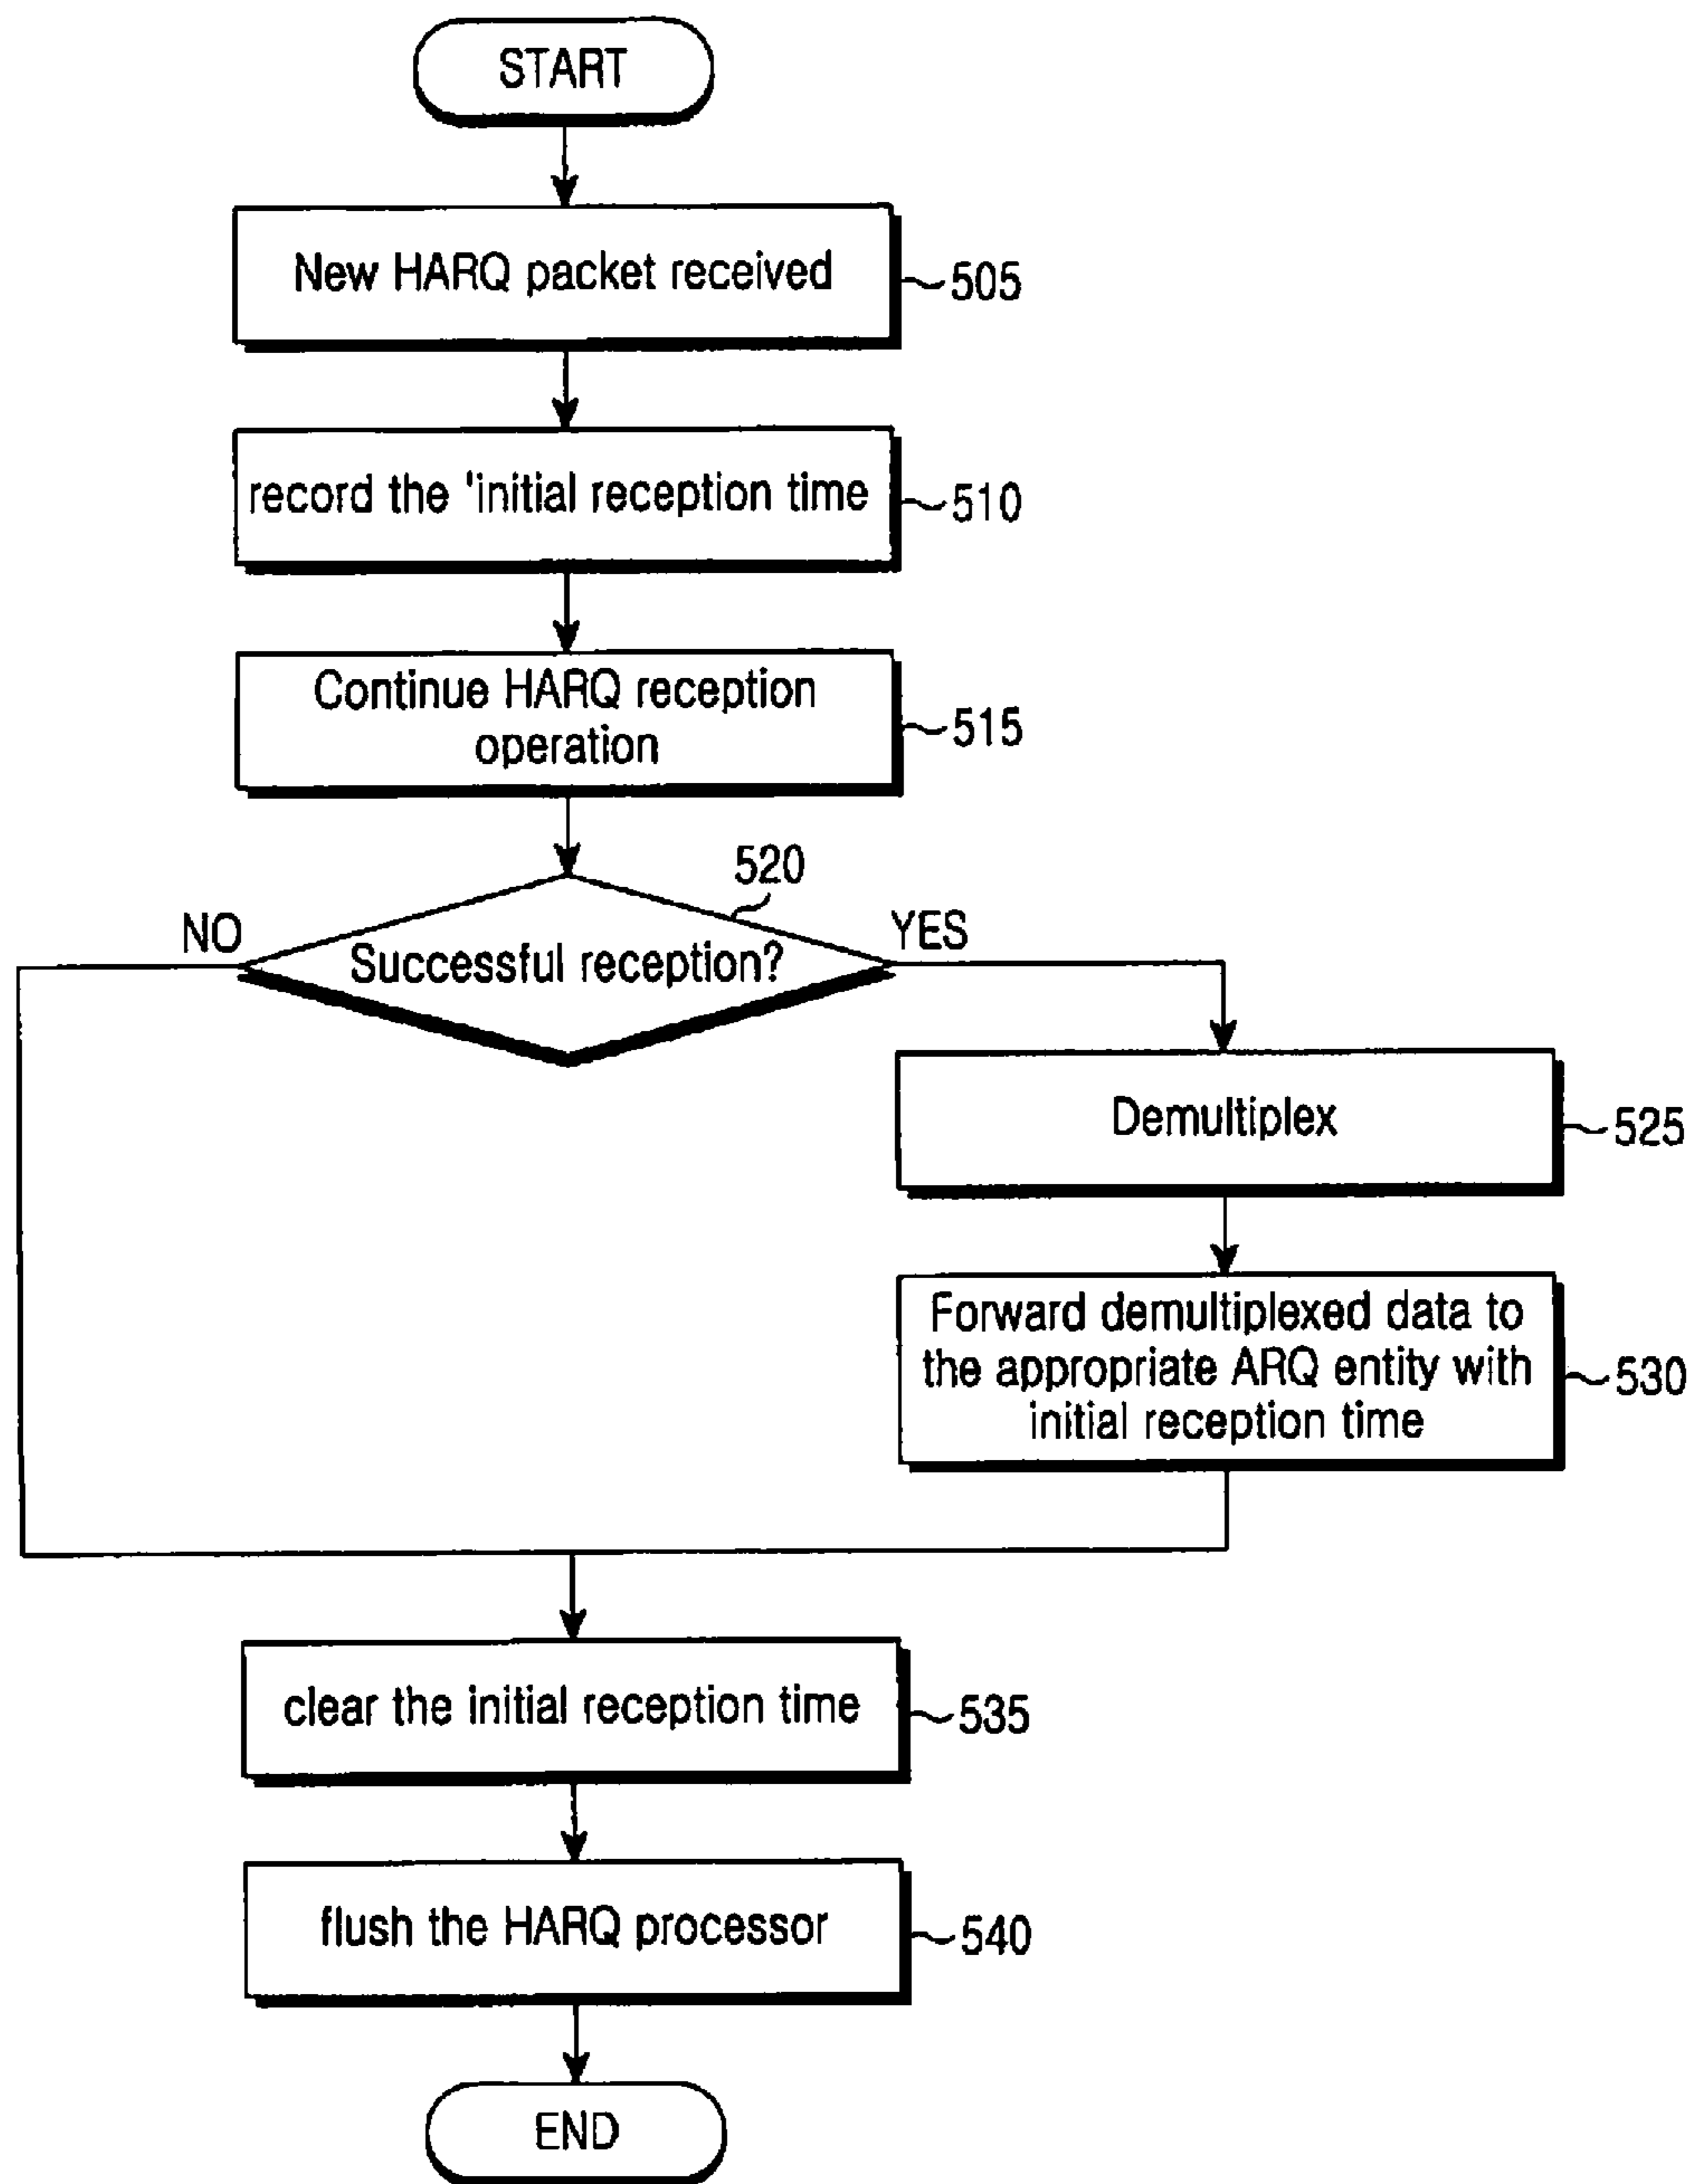 START
New HARQ packet received
505
record the 'initial reception time
510
Continue HARQ reception
operation
515
520
NO
YES
Successful reception?
Demultiplex
525
Forward demultiplexed data to
the appropriate ARQ entity with
initial reception time
530
clear the initial reception time
535
flush the HARQ processor
540
END